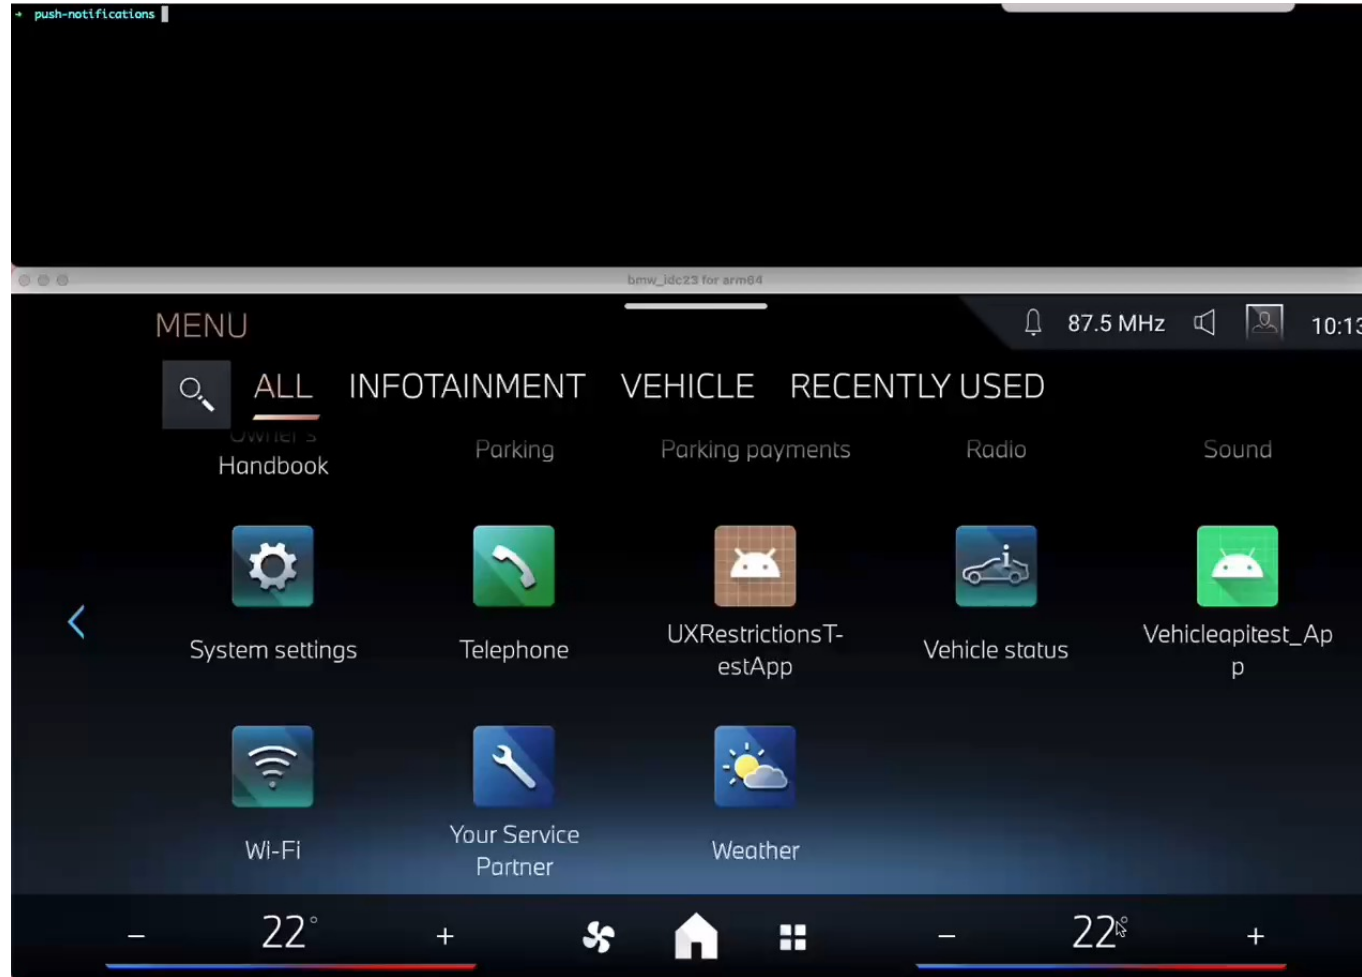 → push-notifications
bmw_idc23 for arm64
MENU
87.5 MHz
10:13
ALL INFOTAINMENT VEHICLE RECENTLY USED
Owner's
Handbook
Parking
Parking payments
Radio
Sound
System settings
Telephone
UXRestrictionsT-
estApp
Vehicle status
Vehicleapitest_Ap
p
Wi-Fi
Your Service
Partner
Weather
− 22° +
− 22° +